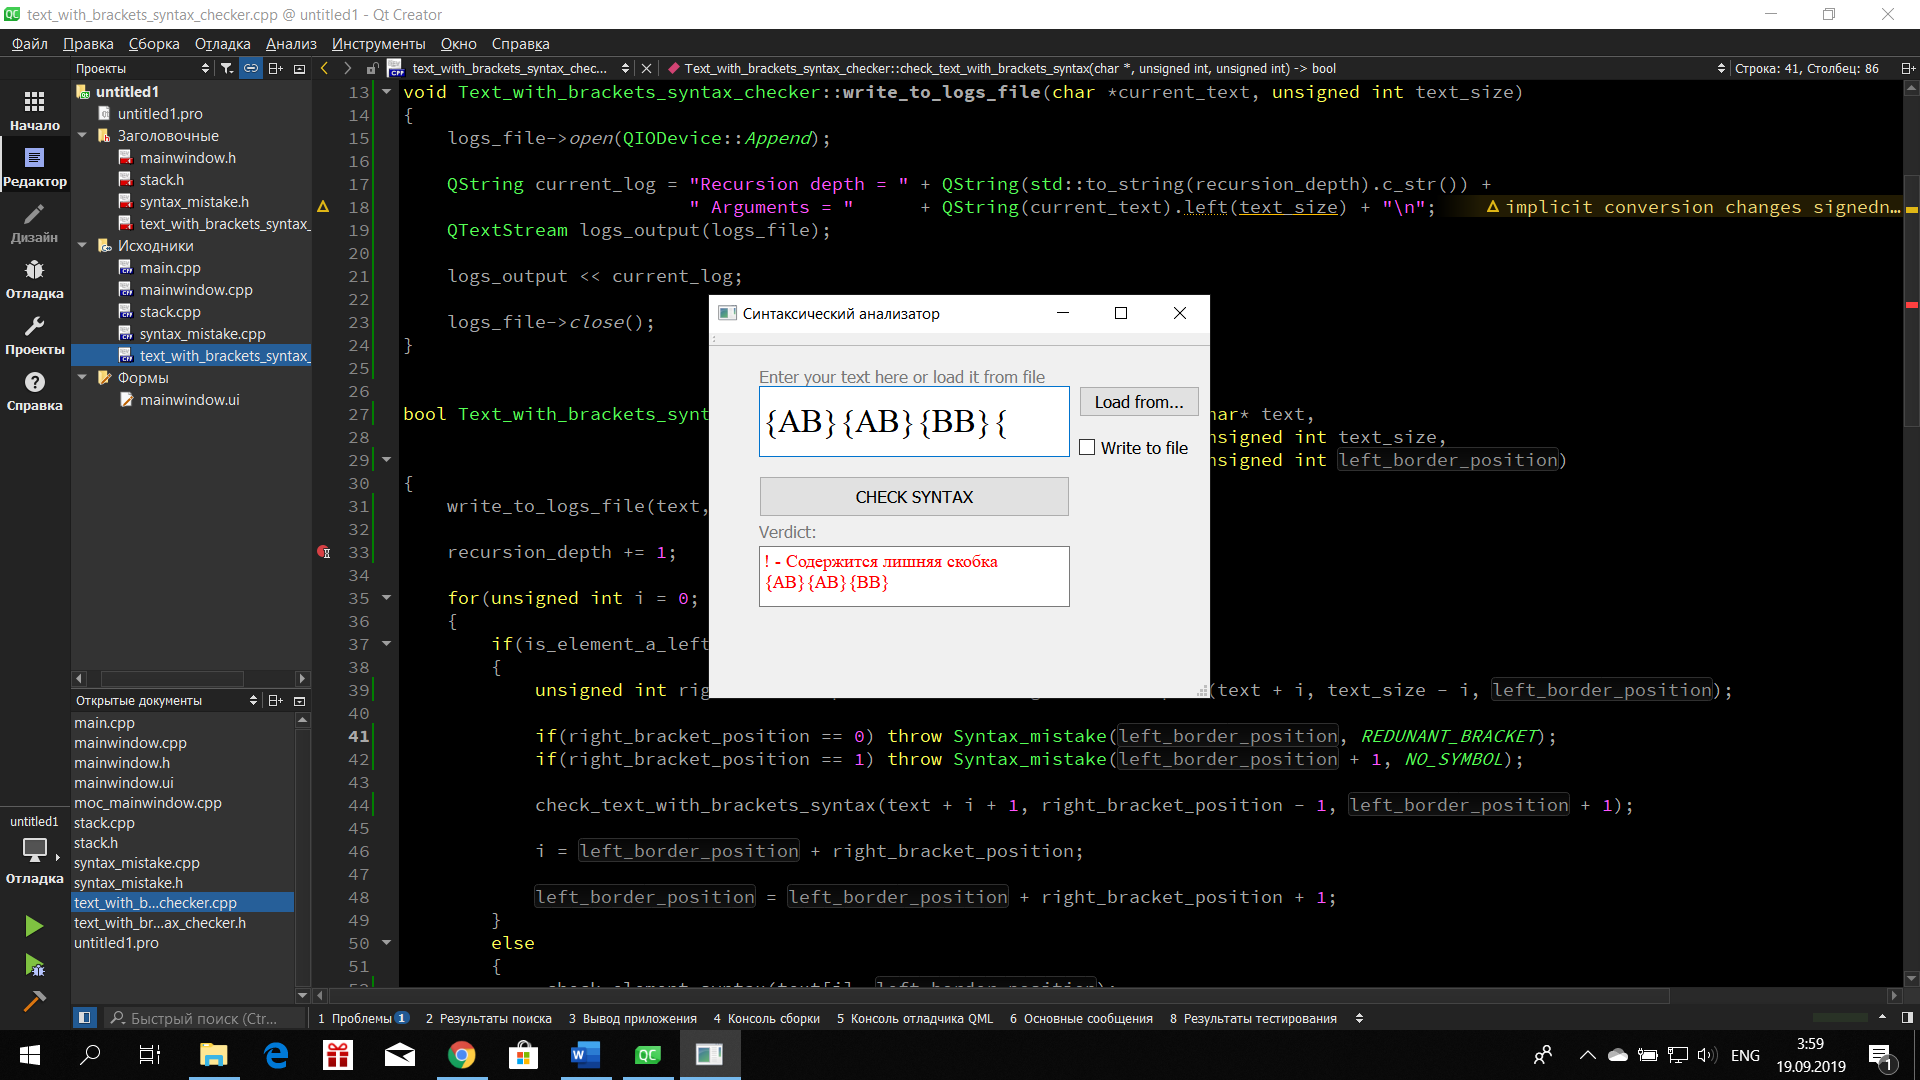 text_with_brackets_syntax_checker.cpp @ untitled1 - Qt Creator
Файл Правка Сборка Отладка Анализ Инструменты Окно Справка
Проекты
text_with_brackets_syntax_chec...
Text_with_brackets_syntax_checker::check_text_with_brackets_syntax(char *, unsigned int, unsigned int) -> bool
Строка: 41, Столбец: 86
Начало
Редактор
Дизайн
Отладка
Проекты
Справка
untitled1
untitled1.pro
Заголовочные
mainwindow.h
stack.h
syntax_mistake.h
text_with_brackets_syntax_
Исходники
main.cpp
mainwindow.cpp
stack.cpp
syntax_mistake.cpp
text_with_brackets_syntax_
Формы
mainwindow.ui
Открытые документы
main.cpp
mainwindow.cpp
mainwindow.h
mainwindow.ui
moc_mainwindow.cpp
stack.cpp
stack.h
syntax_mistake.cpp
syntax_mistake.h
text_with_b...checker.cpp
text_with_br...ax_checker.h
untitled1.pro
untitled1
Отладка
13 void Text_with_brackets_syntax_checker::write_to_logs_file(char *current_text, unsigned int text_size)
14 {
15 logs_file->open(QIODevice::Append);
16
17 QString current_log = "Recursion depth = " + QString(std::to_string(recursion_depth).c_str()) +
18 " Arguments = " + QString(current_text).left(text_size) + "\n"; implicit conversion changes signedn...
19 QTextStream logs_output(logs_file);
20
21 logs_output << current_log;
22
23 logs_file->close();
24 }
25
26
27 bool Text_with_brackets_synt har* text,
28 nsigned int text_size,
29 nsigned int left_border_position)
30 {
31 write_to_logs_file(text,
32
33 recursion_depth += 1;
34
35 for(unsigned int i = 0;
36 {
37 if(is_element_a_left
38 {
39 unsigned int rig (text + i, text_size - i, left_border_position);
40
41 if(right_bracket_position == 0) throw Syntax_mistake(left_border_position, REDUNANT_BRACKET);
42 if(right_bracket_position == 1) throw Syntax_mistake(left_border_position + 1, NO_SYMBOL);
43
44 check_text_with_brackets_syntax(text + i + 1, right_bracket_position - 1, left_border_position + 1);
45
46 i = left_border_position + right_bracket_position;
47
48 left_border_position = left_border_position + right_bracket_position + 1;
49 }
50 else
51 {
Синтаксический анализатор
Enter your text here or load it from file
{AB}{AB}{BB}{
Load from...
Write to file
CHECK SYNTAX
Verdict:
! - Содержится лишняя скобка
{AB}{AB}{BB}
Быстрый поиск (Ctr...
1 Проблемы 1 2 Результаты поиска 3 Вывод приложения 4 Консоль сборки 5 Консоль отладчика QML 6 Основные сообщения 8 Результаты тестирования
ENG
3:59
19.09.2019
1